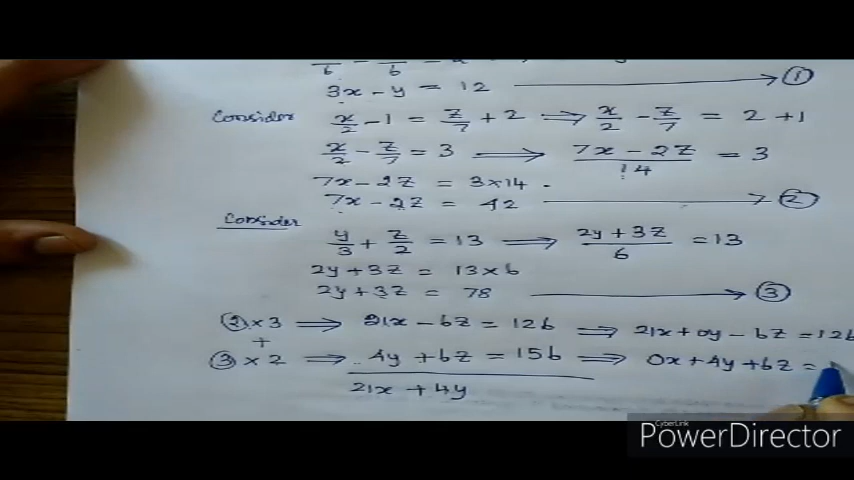 3x - y = 12 ①
Consider x/2 - 1 = z/7 + 2 ⟹ x/2 - z/7 = 2 + 1
x/2 - z/7 = 3 ⟹ (7x - 2z)/14 = 3
7x - 2z = 3×14.
7x - 2z = 42 ②
Consider
y/3 + z/2 = 13 ⟹ (2y + 3z)/6 = 13
2y + 3z = 13×6
2y + 3z = 78 ③
②×3 ⟹ 21x - 6z = 126 ⟹ 21x + 0y - 6z = 126
+
③×2 ⟹ 4y + 6z = 156 ⟹ 0x + 4y + 6z =
21x + 4y
CyberLink
PowerDirector